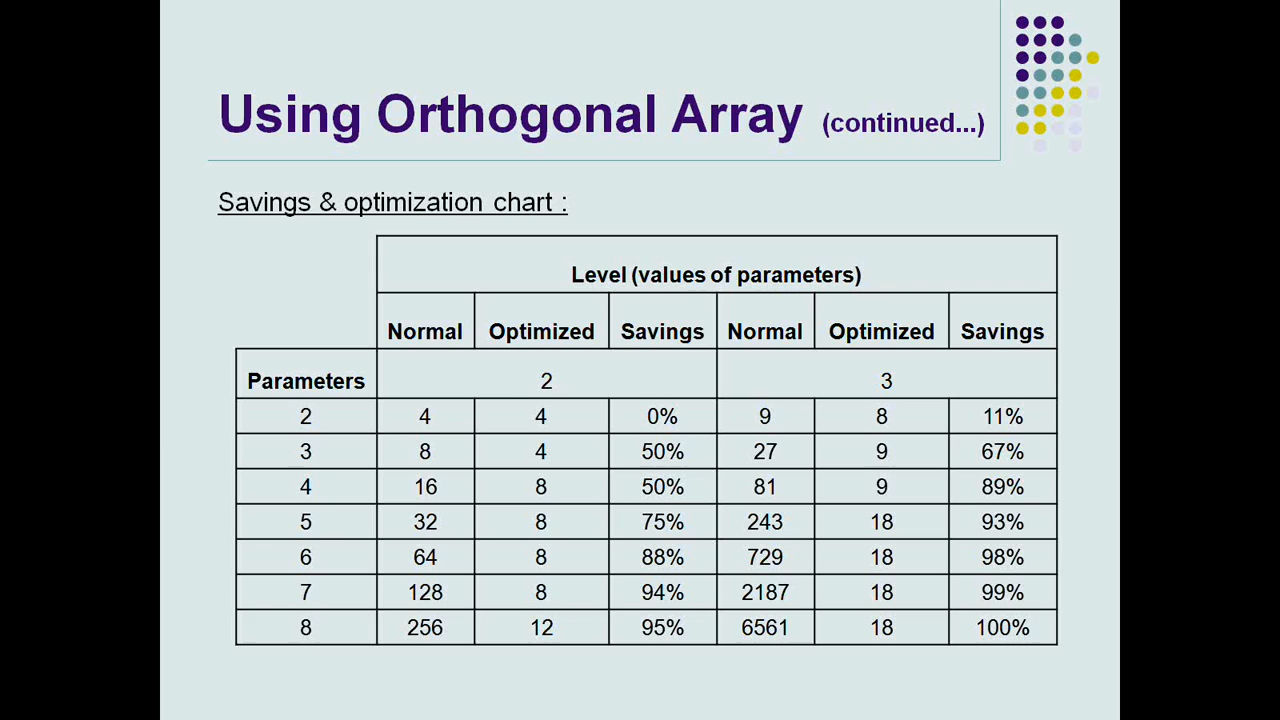 Using Orthogonal Array (continued...)
Savings & optimization chart :
Level (values of parameters)
Normal Optimized Savings Normal Optimized Savings
Parameters 2 3
2 4 4 0% 9 8 11%
3 8 4 50% 27 9 67%
4 16 8 50% 81 9 89%
5 32 8 75% 243 18 93%
6 64 8 88% 729 18 98%
7 128 8 94% 2187 18 99%
8 256 12 95% 6561 18 100%